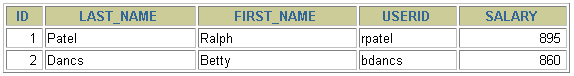 ID LAST_NAME FIRST_NAME USERID SALARY
1 Patel Ralph rpatel 895
2 Dancs Betty bdancs 860